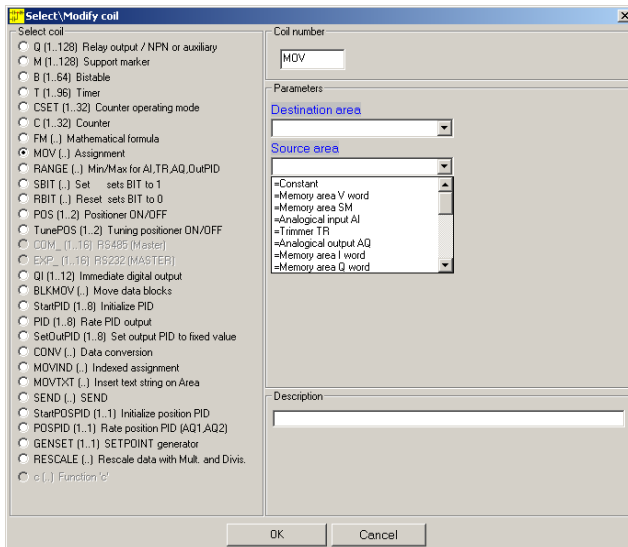 Select\Modify coil
Select coil
Q (1..128) Relay output / NPN or auxiliary
M (1..128) Support marker
B (1..64) Bistable
T (1..96) Timer
CSET (1..32) Counter operating mode
C (1..32) Counter
FM (..) Mathematical formula
MOV (..) Assignment
RANGE (..) Min/Max for AI,TR,AQ,OutPID
SBIT (..) Set sets BIT to 1
RBIT (..) Reset sets BIT to 0
POS (1..2) Positioner ON/OFF
TunePOS (1..2) Tuning positioner ON/OFF
COM_ (1..16) RS485 (Master)
EXP_ (1..16) RS232 (MASTER)
QI (1..12) Immediate digital output
BLKMOV (..) Move data blocks
StartPID (1..8) Initialize PID
PID (1..8) Rate PID output
SetOutPID (1..8) Set output PID to fixed value
CONV (..) Data conversion
MOVIND (..) Indexed assignment
MOVTXT (..) Insert text string on Area
SEND (..) SEND
StartPOSPID (1..1) Initialize position PID
POSPID (1..1) Rate position PID (AQ1,AQ2)
GENSET (1..1) SETPOINT generator
RESCALE (..) Rescale data with Mult. and Divis.
c (..) Function 'c'
Coil number
MOV
Parameters
Destination area
Source area
=Constant
=Memory area V word
=Memory area SM
=Analogical input AI
=Trimmer TR
=Analogical output AQ
=Memory area I word
=Memory area Q word
Description
OK
Cancel